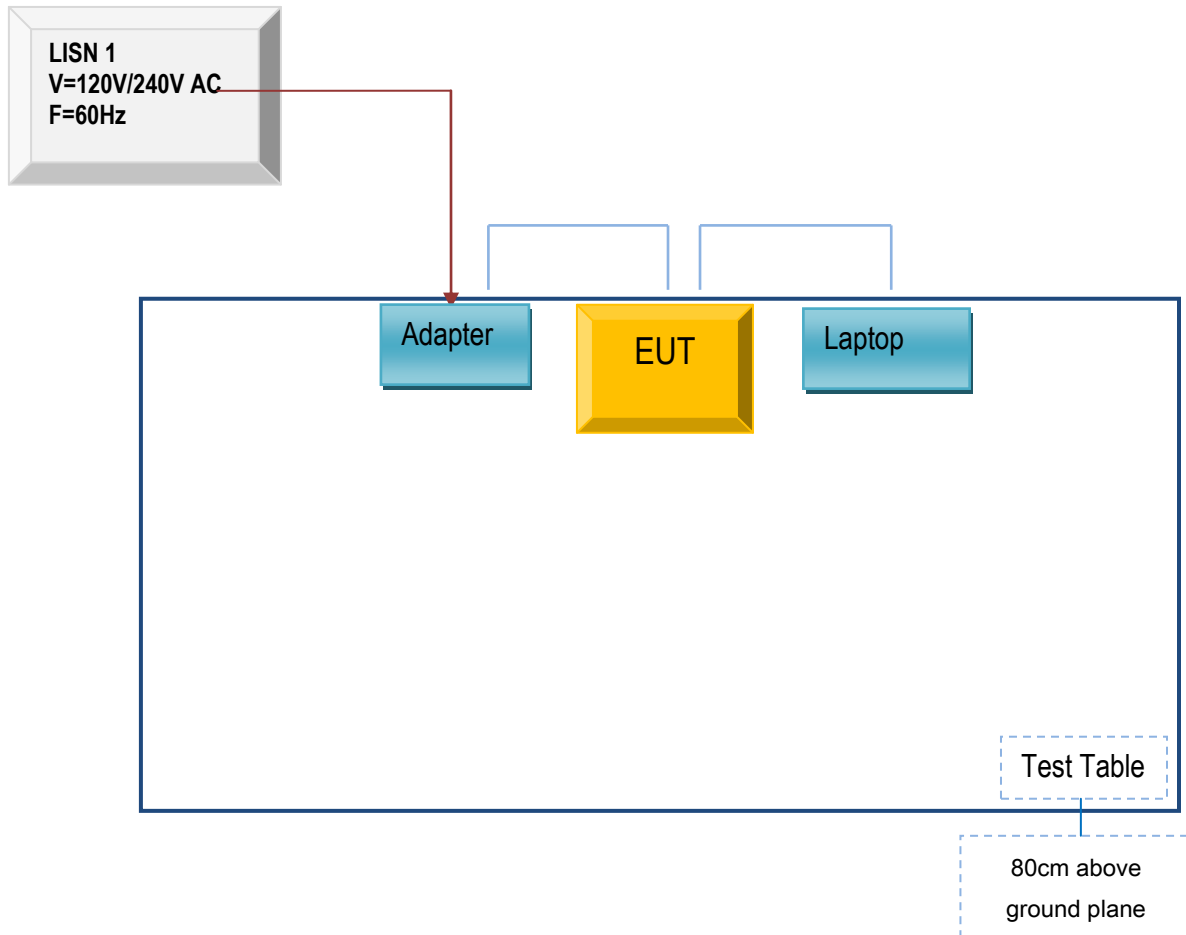 LISN 1
V=120V/240V AC
F=60Hz
Adapter
EUT
Laptop
Test Table
80cm above
ground plane